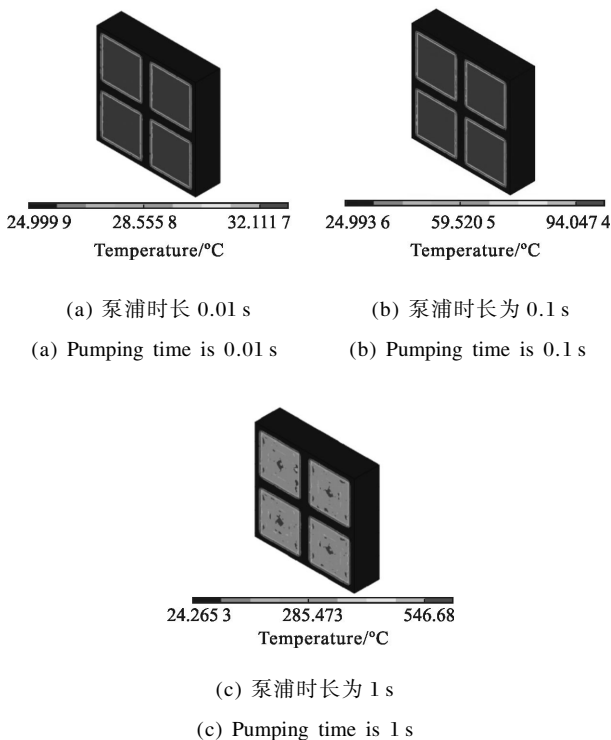 24.999 9 28.555 8 32.111 7
Temperature/°C
(a) 泵浦时长 0.01 s
(a) Pumping time is 0.01 s
24.993 6 59.520 5 94.047 4
Temperature/°C
(b) 泵浦时长为 0.1 s
(b) Pumping time is 0.1 s
24.265 3 285.473 546.68
Temperature/°C
(c) 泵浦时长为 1 s
(c) Pumping time is 1 s